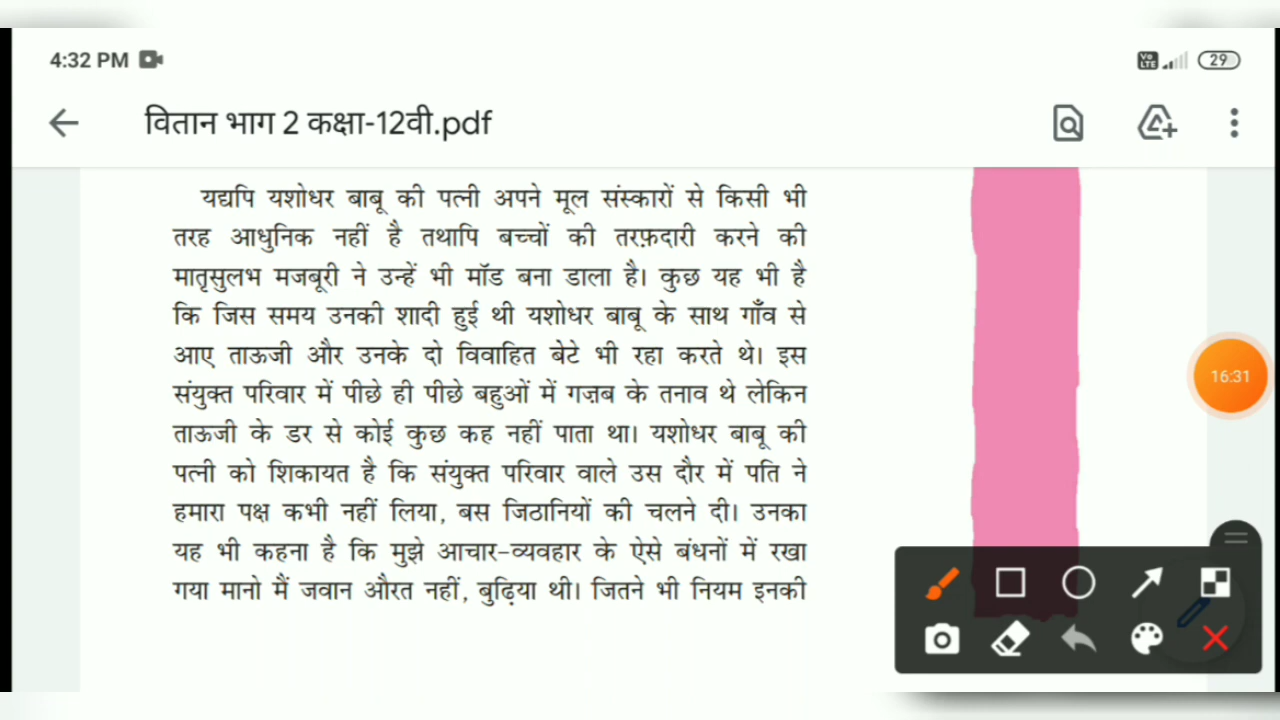 4:32 PM
Vo LTE
29
वितान भाग 2 कक्षा-12वी.pdf
यद्यपि यशोधर बाबू की पत्नी अपने मूल संस्कारों से किसी भी
तरह आधुनिक नहीं है तथापि बच्चों की तरफ़दारी करने की
मातृसुलभ मजबूरी ने उन्हें भी मॉड बना डाला है। कुछ यह भी है
कि जिस समय उनकी शादी हुई थी यशोधर बाबू के साथ गाँव से
आए ताऊजी और उनके दो विवाहित बेटे भी रहा करते थे। इस
संयुक्त परिवार में पीछे ही पीछे बहुओं में गज़ब के तनाव थे लेकिन
ताऊजी के डर से कोई कुछ कह नहीं पाता था। यशोधर बाबू की
पत्नी को शिकायत है कि संयुक्त परिवार वाले उस दौर में पति ने
हमारा पक्ष कभी नहीं लिया, बस जिठानियों की चलने दी। उनका
यह भी कहना है कि मुझे आचार-व्यवहार के ऐसे बंधनों में रखा
गया मानो मैं जवान औरत नहीं, बुढ़िया थी। जितने भी नियम इनकी
16:31